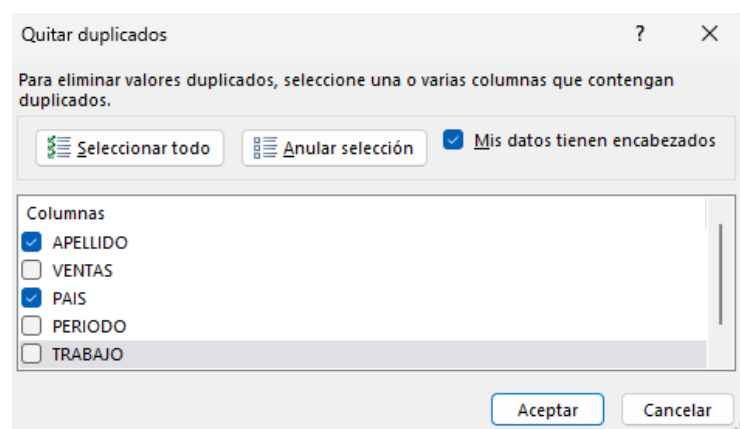 Quitar duplicados ?
Para eliminar valores duplicados, seleccione una o varias columnas que contengan
duplicados.
Seleccionar todo Anular selección Mis datos tienen encabezados
Columnas
APELLIDO
VENTAS
PAIS
PERIODO
TRABAJO
Aceptar Cancelar